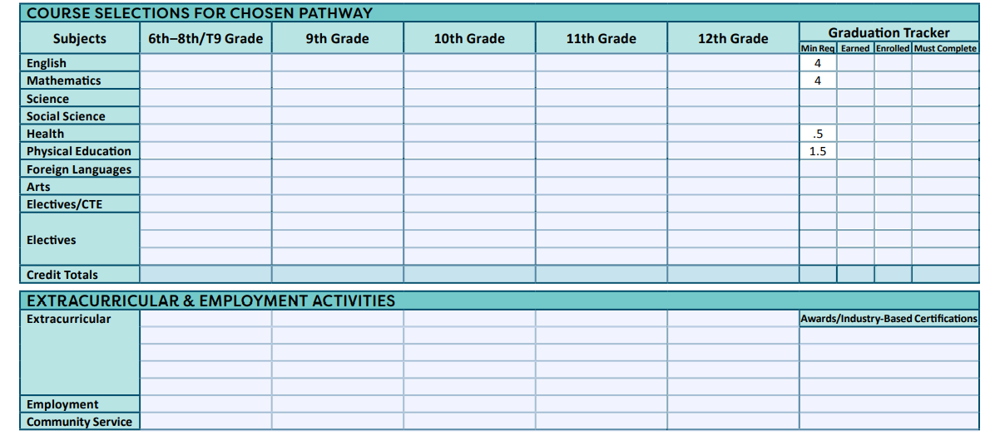 COURSE SELECTIONS FOR CHOSEN PATHWAY
Subjects 6th–8th/T9 Grade 9th Grade 10th Grade 11th Grade 12th Grade Graduation Tracker
Min Req Earned Enrolled Must Complete
English 4
Mathematics 4
Science
Social Science
Health .5
Physical Education 1.5
Foreign Languages
Arts
Electives/CTE
Electives
Credit Totals
EXTRACURRICULAR & EMPLOYMENT ACTIVITIES
Extracurricular Awards/Industry-Based Certifications
Employment
Community Service